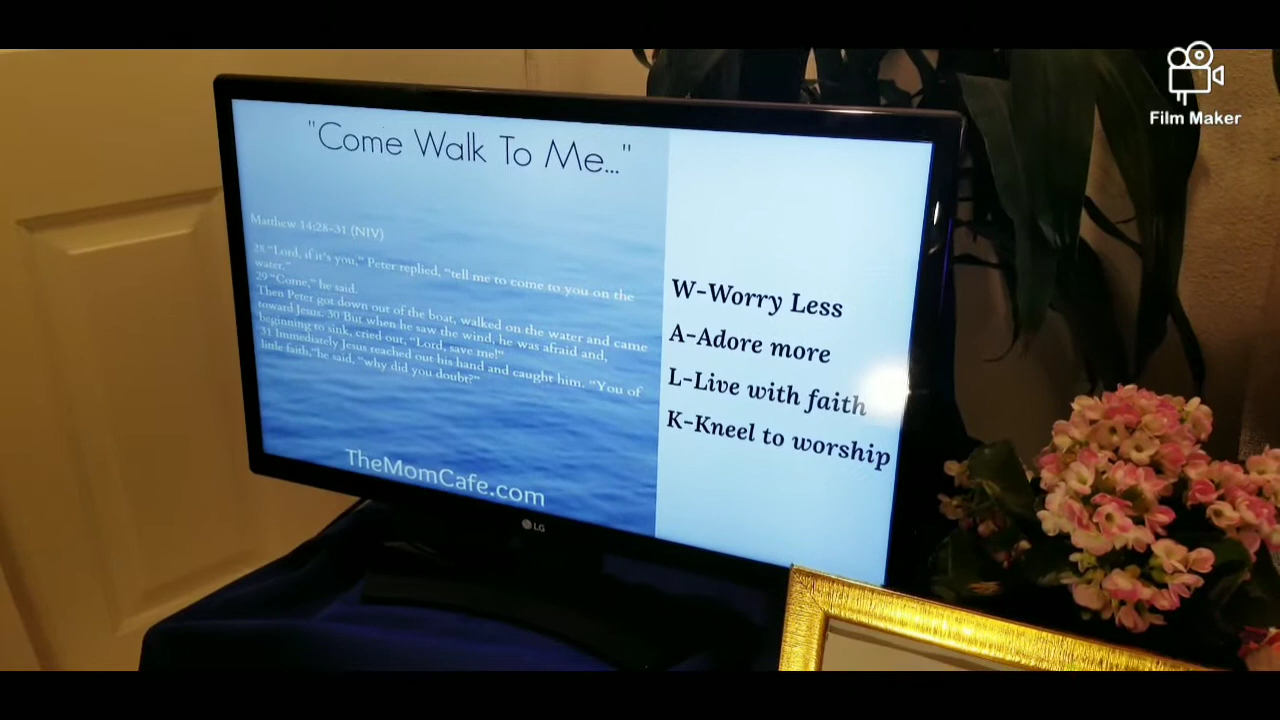 "Come Walk To Me..."
Matthew 14:28-31 (NIV)
28 "Lord, if it's you," Peter replied, "tell me to come to you on the
water."
29 "Come," he said.
Then Peter got down out of the boat, walked on the water and came
toward Jesus. 30 But when he saw the wind, he was afraid and,
beginning to sink, cried out, "Lord, save me!"
31 Immediately Jesus reached out his hand and caught him. "You of
little faith,"he said, "why did you doubt?"
TheMomCafe.com
W-Worry Less
A-Adore more
L-Live with faith
K-Kneel to worship
LG
Film Maker